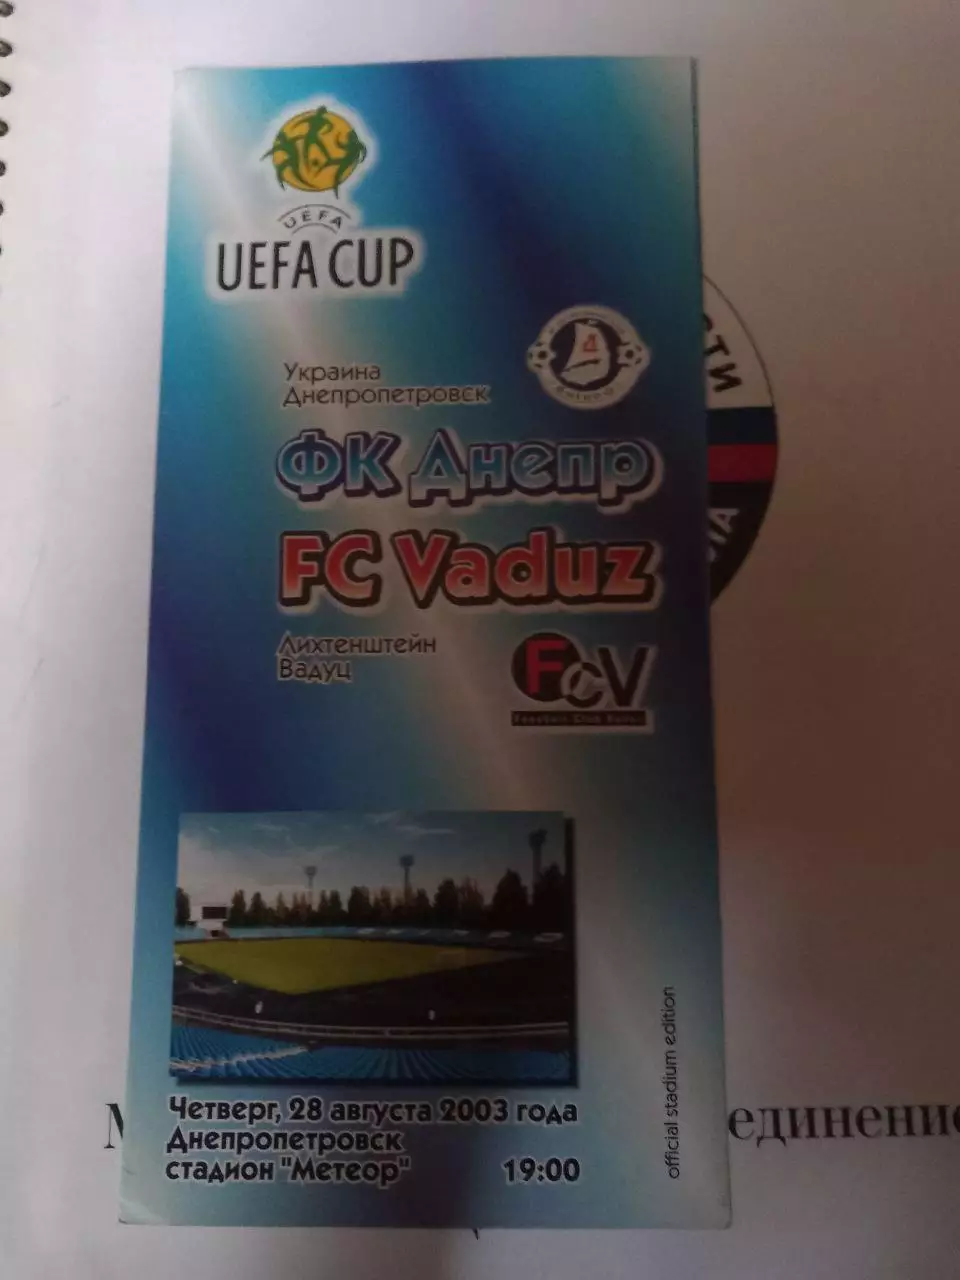 UEFA
UEFA CUP
Украина
Днепропетровск
Д
ФК Днепр
FC Vaduz
Лихтенштейн
Вадуц
FCV
Четверг, 28 августа 2003 года
Днепропетровск
стадион "Метеор" 19:00
official stadium edition
СТИ
единение